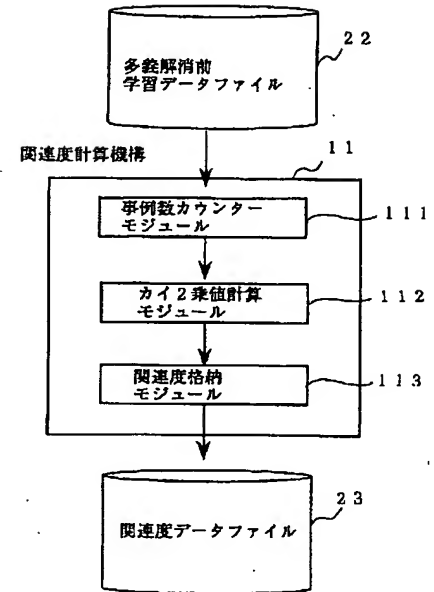 22
多義解消前
学習データファイル
関連度計算機構
11
事例数カウンター
モジュール
111
カイ2乗値計算
モジュール
112
関連度格納
モジュール
113
23
関連度データファイル